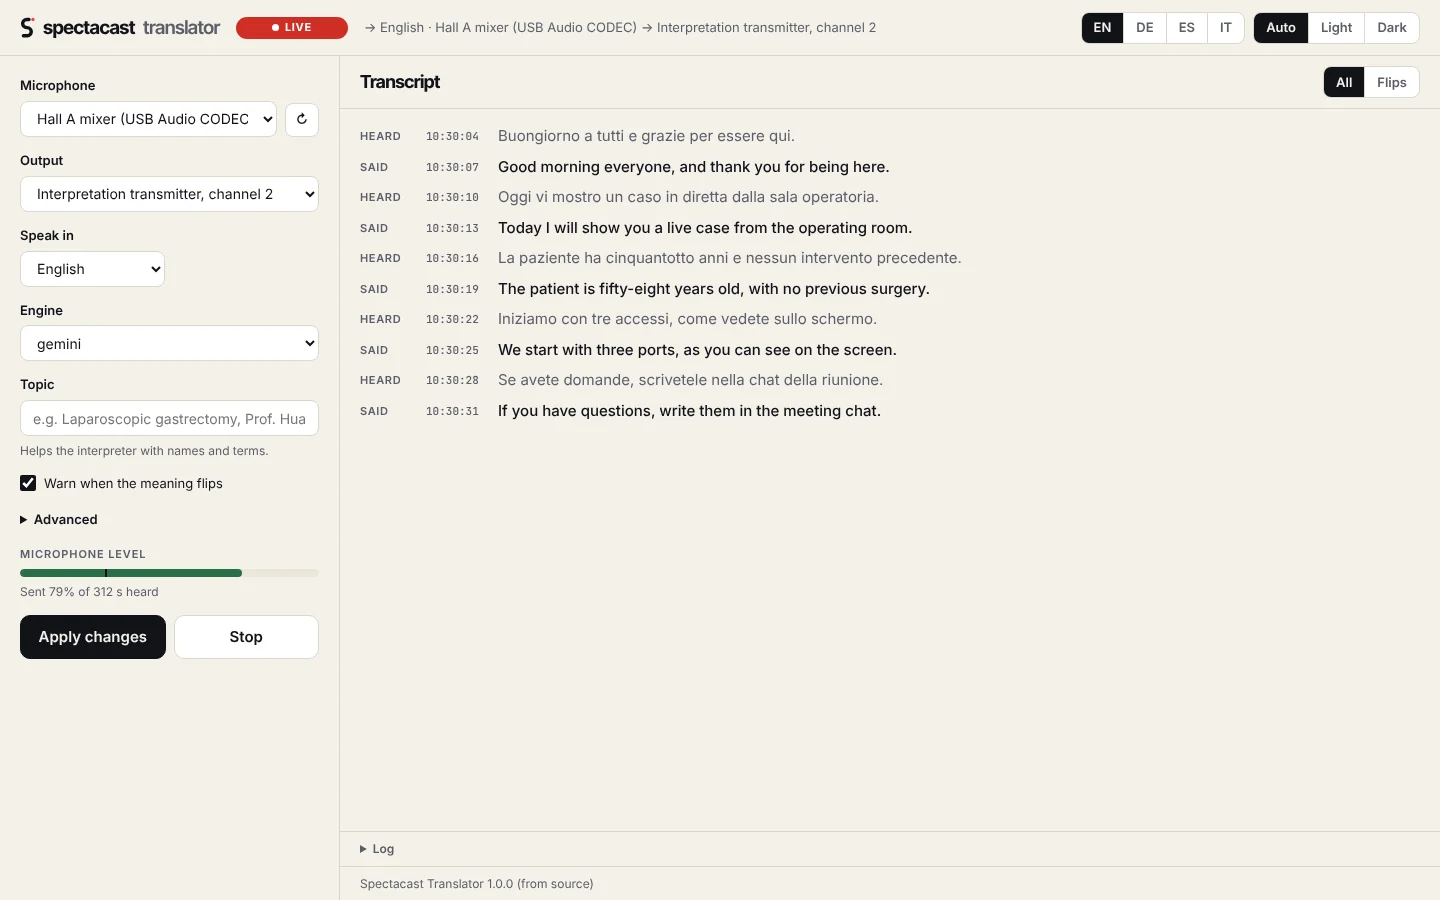 spectacast translator
LIVE
→ English · Hall A mixer (USB Audio CODEC) → Interpretation transmitter, channel 2
EN DE ES IT
Auto Light Dark
Microphone
Hall A mixer (USB Audio CODEC
Output
Interpretation transmitter, channel 2
Speak in
English
Engine
gemini
Topic
e.g. Laparoscopic gastrectomy, Prof. Hua
Helps the interpreter with names and terms.
Warn when the meaning flips
Advanced
MICROPHONE LEVEL
Sent 79% of 312 s heard
Apply changes
Stop
Transcript
All Flips
HEARD 10:30:04 Buongiorno a tutti e grazie per essere qui.
SAID 10:30:07 Good morning everyone, and thank you for being here.
HEARD 10:30:10 Oggi vi mostro un caso in diretta dalla sala operatoria.
SAID 10:30:13 Today I will show you a live case from the operating room.
HEARD 10:30:16 La paziente ha cinquantotto anni e nessun intervento precedente.
SAID 10:30:19 The patient is fifty-eight years old, with no previous surgery.
HEARD 10:30:22 Iniziamo con tre accessi, come vedete sullo schermo.
SAID 10:30:25 We start with three ports, as you can see on the screen.
HEARD 10:30:28 Se avete domande, scrivetele nella chat della riunione.
SAID 10:30:31 If you have questions, write them in the meeting chat.
Log
Spectacast Translator 1.0.0 (from source)